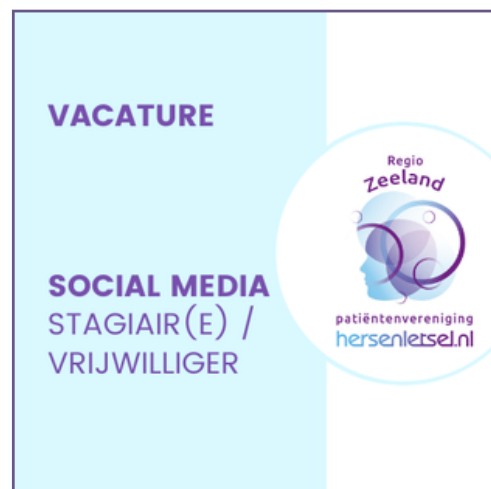 VACATURE
SOCIAL MEDIA
STAGIAIR(E) /
VRIJWILLIGER
Regio
Zeeland
patiëntenvereniging
hersenletsel.nl